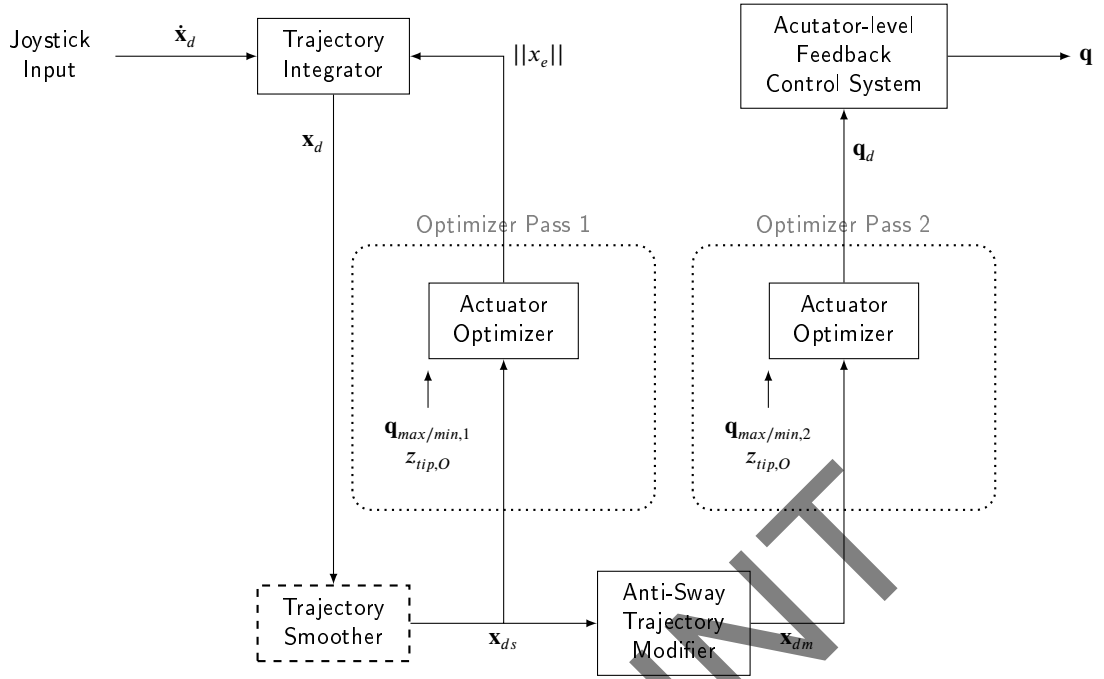 Joystick
Input
ẋ_d
Trajectory
Integrator
||x_e||
Acutator-level
Feedback
Control System
q
x_d
q_d
Optimizer Pass 1
Optimizer Pass 2
Actuator
Optimizer
Actuator
Optimizer
q_max/min,1
z_tip,O
q_max/min,2
z_tip,O
Trajectory
Smoother
x_ds
Anti-Sway
Trajectory
Modifier
x_dm